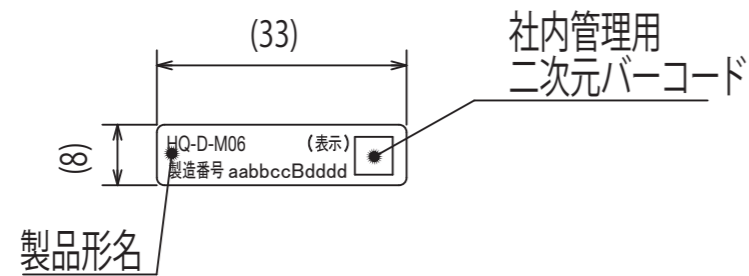 (33)
社内管理用
二次元バーコード
(8)
HQ-D-M06 (表示)
製造番号 aabbccBdddd
製品形名